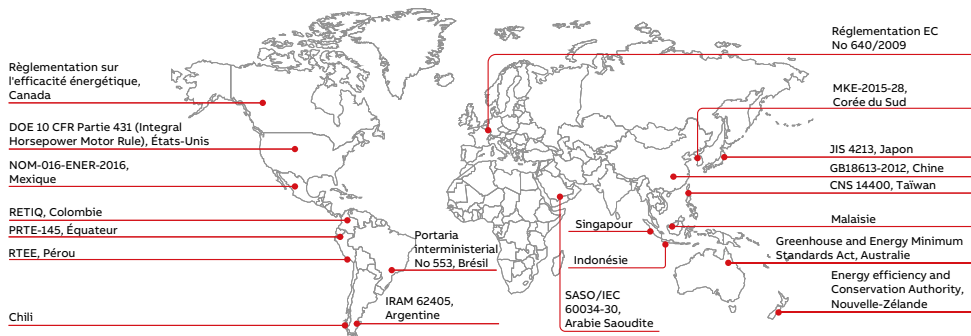 Règlementation sur
l'efficacité énergétique,
Canada
DOE 10 CFR Partie 431 (Integral
Horsepower Motor Rule), États-Unis
NOM-016-ENER-2016,
Mexique
RETIQ, Colombie
PRTE-145, Équateur
RTEE, Pérou
Chili
Portaria
interministerial
No 553, Brésil
IRAM 62405,
Argentine
Réglementation EC
No 640/2009
MKE-2015-28,
Corée du Sud
JIS 4213, Japon
GB18613-2012, Chine
CNS 14400, Taïwan
Singapour
Malaisie
Indonésie
Greenhouse and Energy Minimum
Standards Act, Australie
SASO/IEC
60034-30,
Arabie Saoudite
Energy efficiency and
Conservation Authority,
Nouvelle-Zélande